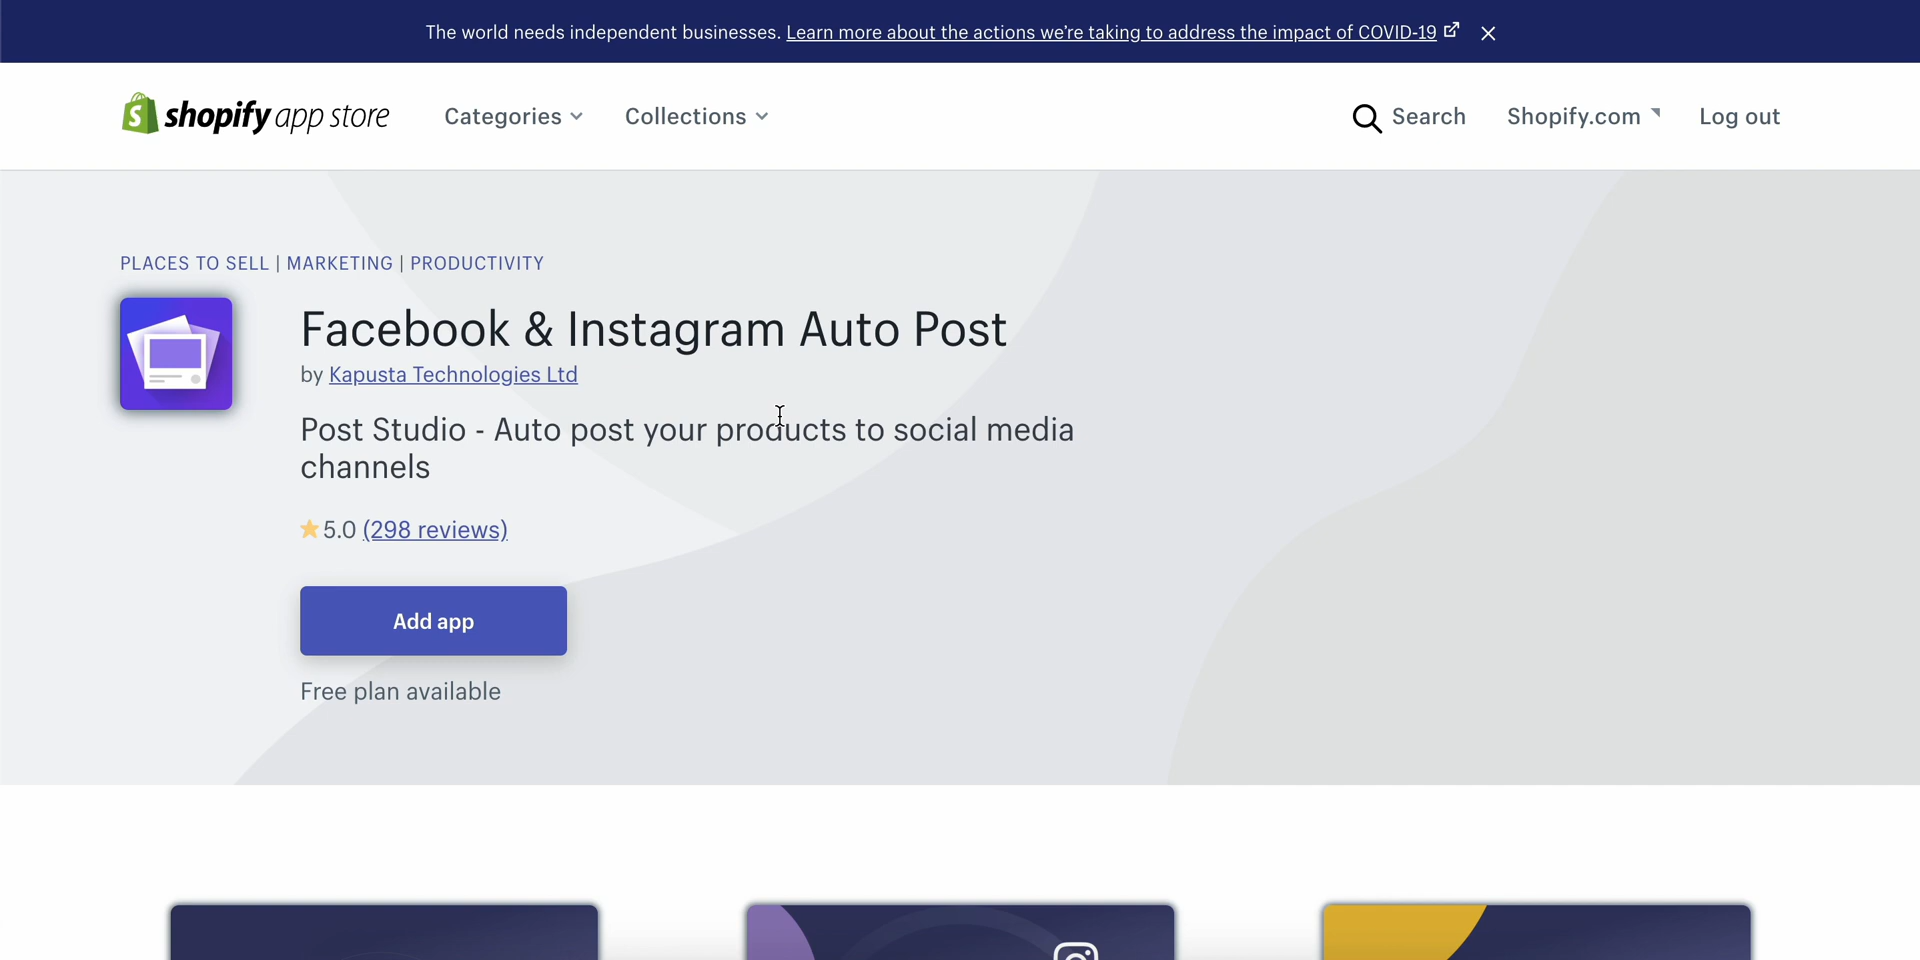 The world needs independent businesses. Learn more about the actions we're taking to address the impact of COVID-19
shopify app store Categories Collections Search Shopify.com Log out
PLACES TO SELL | MARKETING | PRODUCTIVITY
Facebook & Instagram Auto Post
by Kapusta Technologies Ltd
Post Studio - Auto post your products to social media
channels
5.0 (298 reviews)
Add app
Free plan available